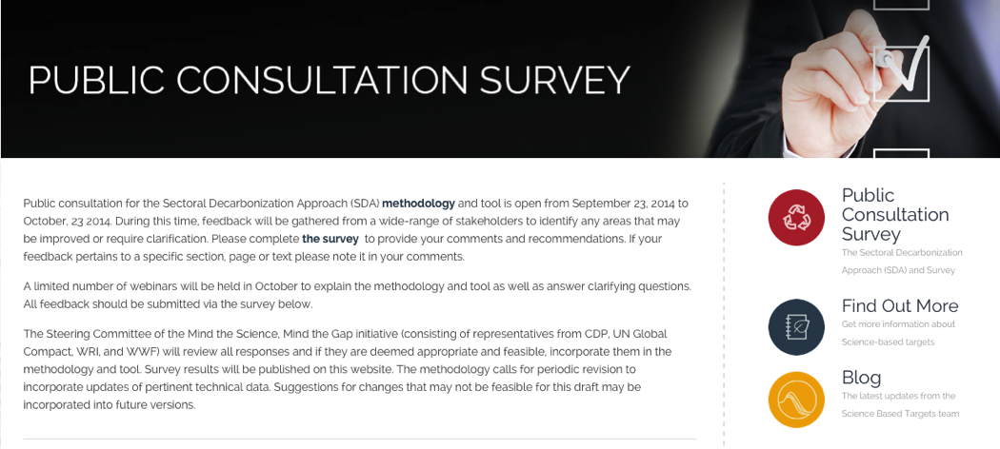 PUBLIC CONSULTATION SURVEY
Public consultation for the Sectoral Decarbonization Approach (SDA) methodology and tool is open from September 23, 2014 to
October, 23 2014. During this time, feedback will be gathered from a wide-range of stakeholders to identify any areas that may
be improved or require clarification. Please complete the survey to provide your comments and recommendations. If your
feedback pertains to a specific section, page or text please note it in your comments.
A limited number of webinars will be held in October to explain the methodology and tool as well as answer clarifying questions.
All feedback should be submitted via the survey below.
The Steering Committee of the Mind the Science, Mind the Gap initiative (consisting of representatives from CDP, UN Global
Compact, WRI, and WWF) will review all responses and if they are deemed appropriate and feasible, incorporate them in the
methodology and tool. Survey results will be published on this website. The methodology calls for periodic revision to
incorporate updates of pertinent technical data. Suggestions for changes that may not be feasible for this draft may be
incorporated into future versions.
Public
Consultation
Survey
The Sectoral Decarbonization
Approach (SDA) and Survey
Find Out More
Get more information about
Science-based targets
Blog
The latest updates from the
Science Based Targets team